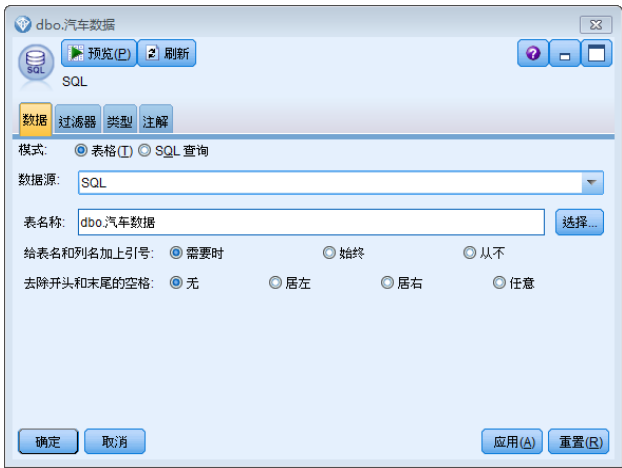 dbo.汽车数据
SQL
预览(P) 刷新
SQL
数据 过滤器 类型 注解
模式: 表格(T) SQL 查询
数据源: SQL
表名称: dbo.汽车数据 选择...
给表名和列名加上引号: 需要时 始终 从不
去除开头和末尾的空格: 无 居左 居右 任意
确定 取消 应用(A) 重置(R)